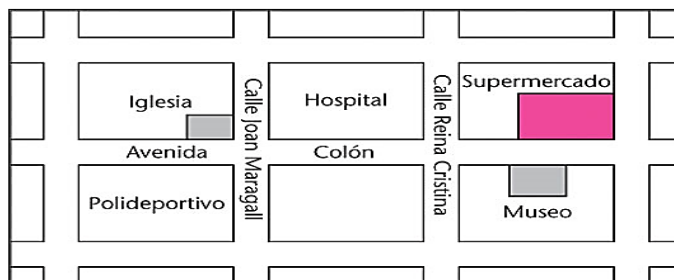 Supermercado
Iglesia
Hospital
Calle Joan Maragall
Calle Reina Cristina
Avenida Colón
Polideportivo
Museo